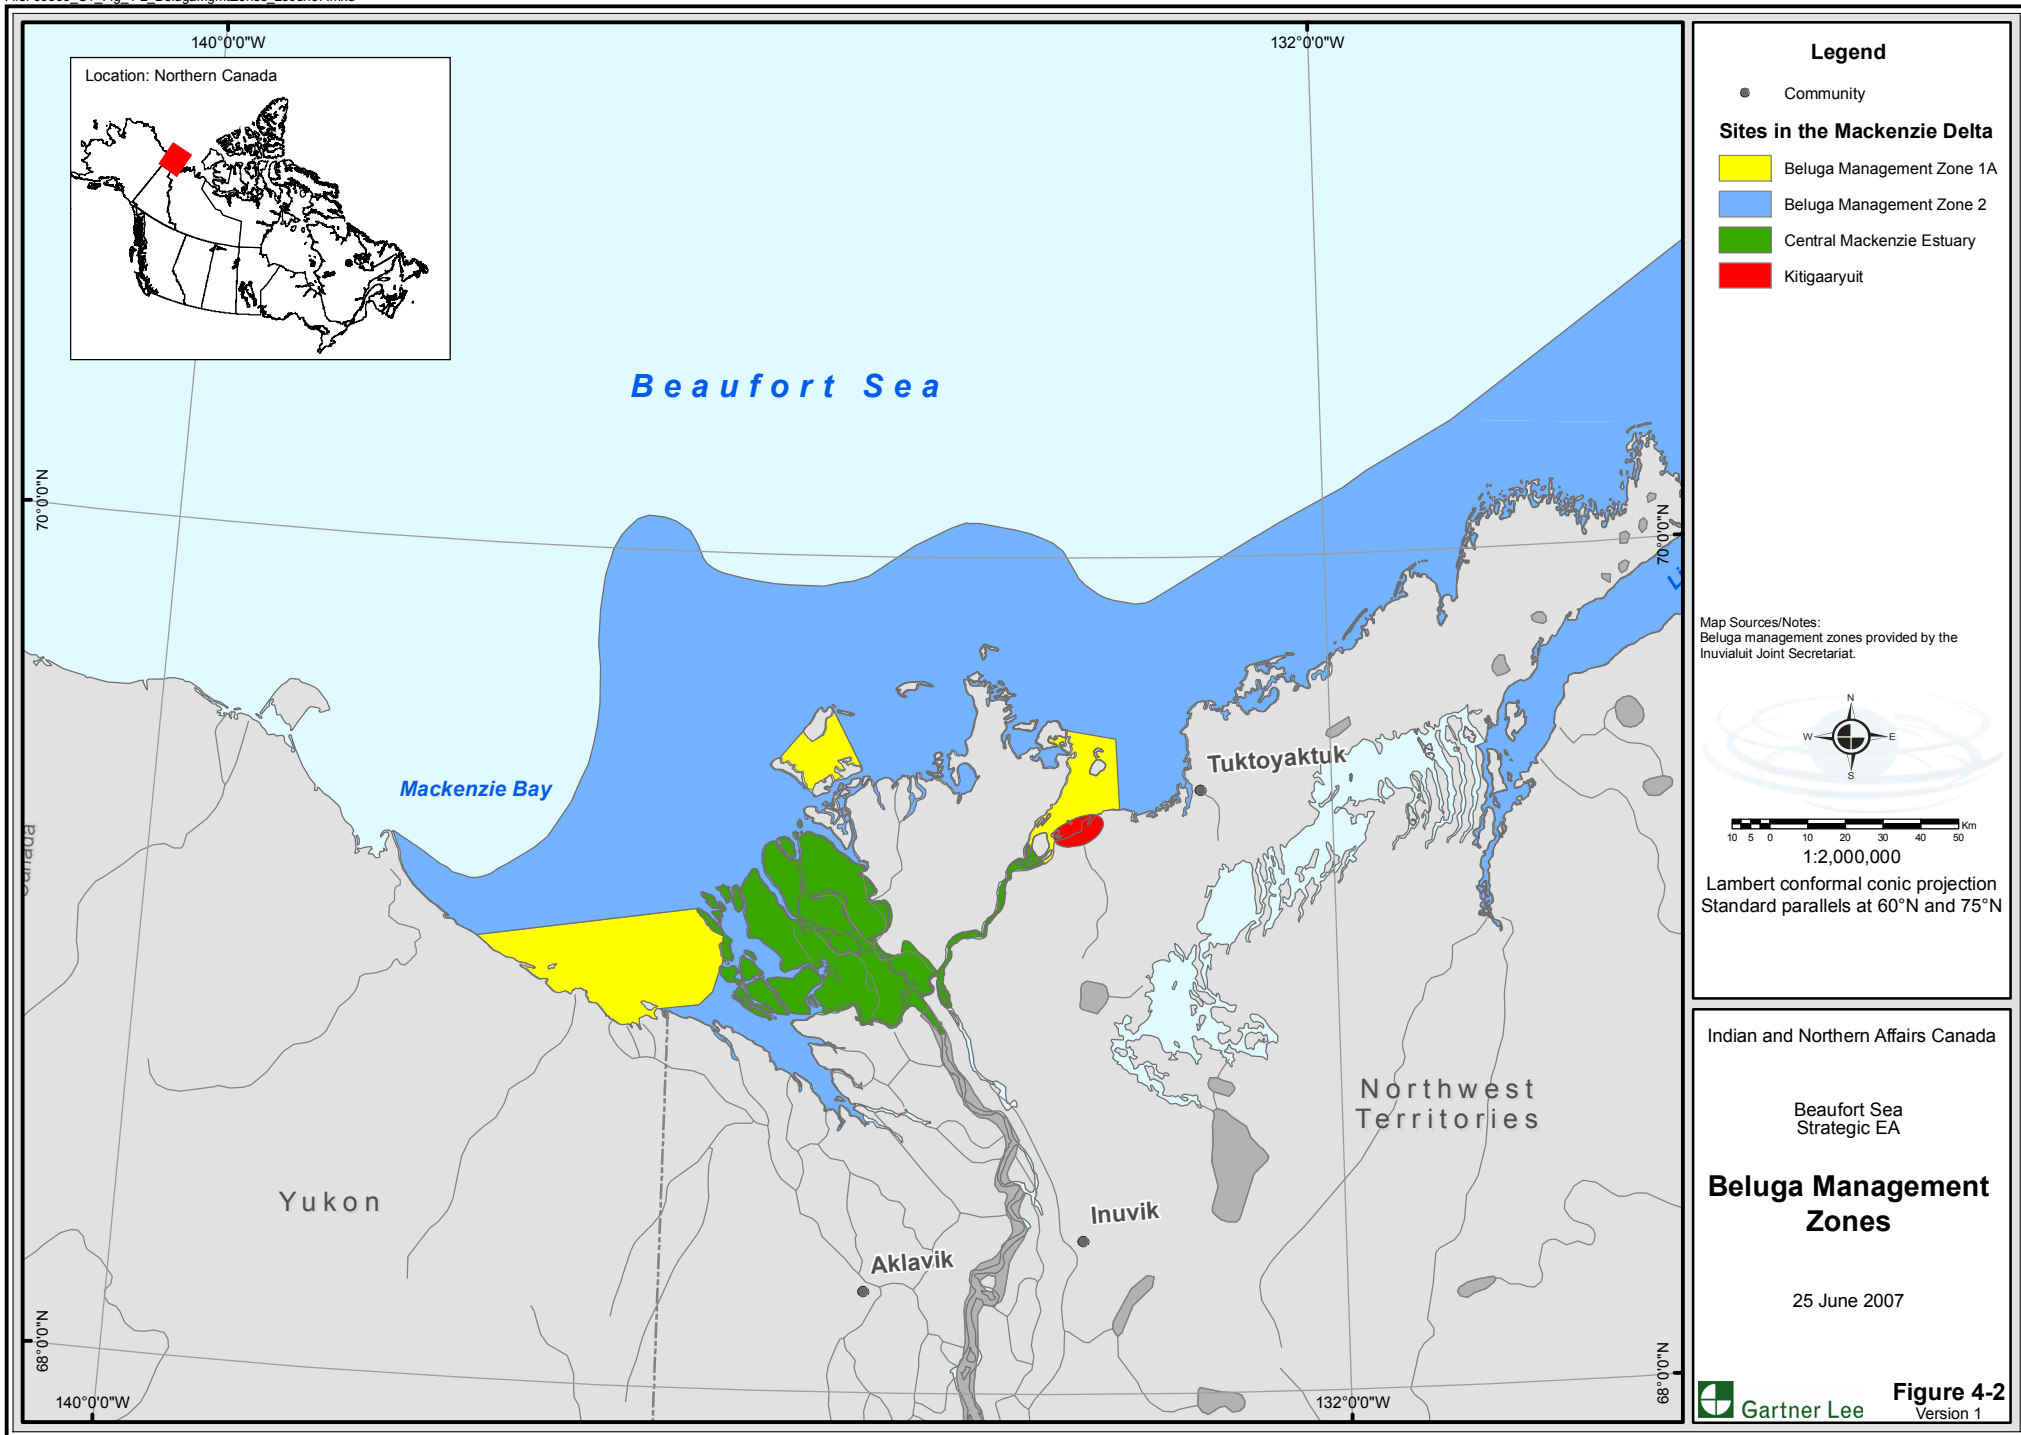 140°0'0"W
132°0'0"W
Location: Northern Canada
Beaufort Sea
70°0'0"N
70°0'0"N
Mackenzie Bay
Tuktoyaktuk
Canada
Northwest
Territories
Yukon
Inuvik
Aklavik
68°0'0"N
68°0'0"N
140°0'0"W
132°0'0"W
Legend
Community
Sites in the Mackenzie Delta
Beluga Management Zone 1A
Beluga Management Zone 2
Central Mackenzie Estuary
Kitigaaryuit
Map Sources/Notes:
Beluga management zones provided by the
Inuvialuit Joint Secretariat.
N
W E
S
10 5 0 10 20 30 40 50 Km
1:2,000,000
Lambert conformal conic projection
Standard parallels at 60°N and 75°N
Indian and Northern Affairs Canada
Beaufort Sea
Strategic EA
Beluga Management
Zones
25 June 2007
Gartner Lee
Figure 4-2
Version 1